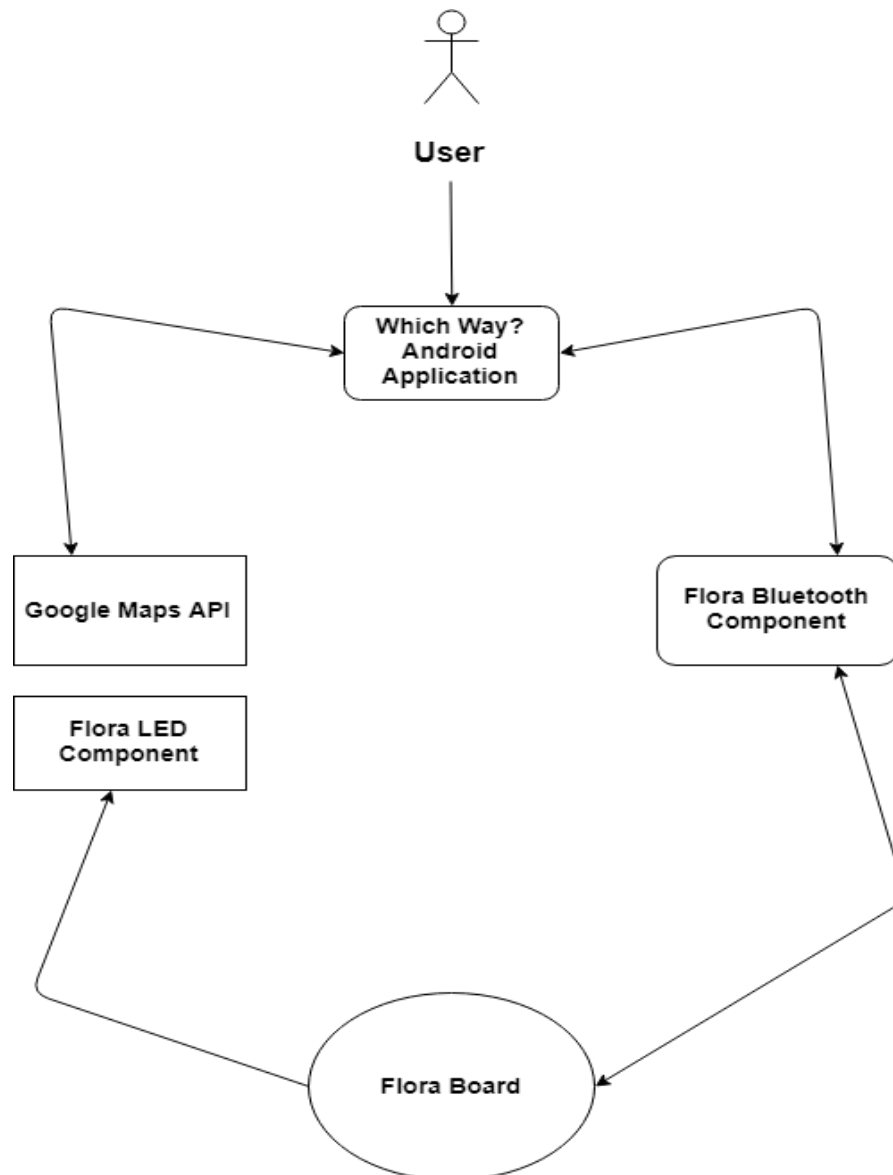 User
Which Way?
Android
Application
Google Maps API
Flora Bluetooth
Component
Flora LED
Component
Flora Board